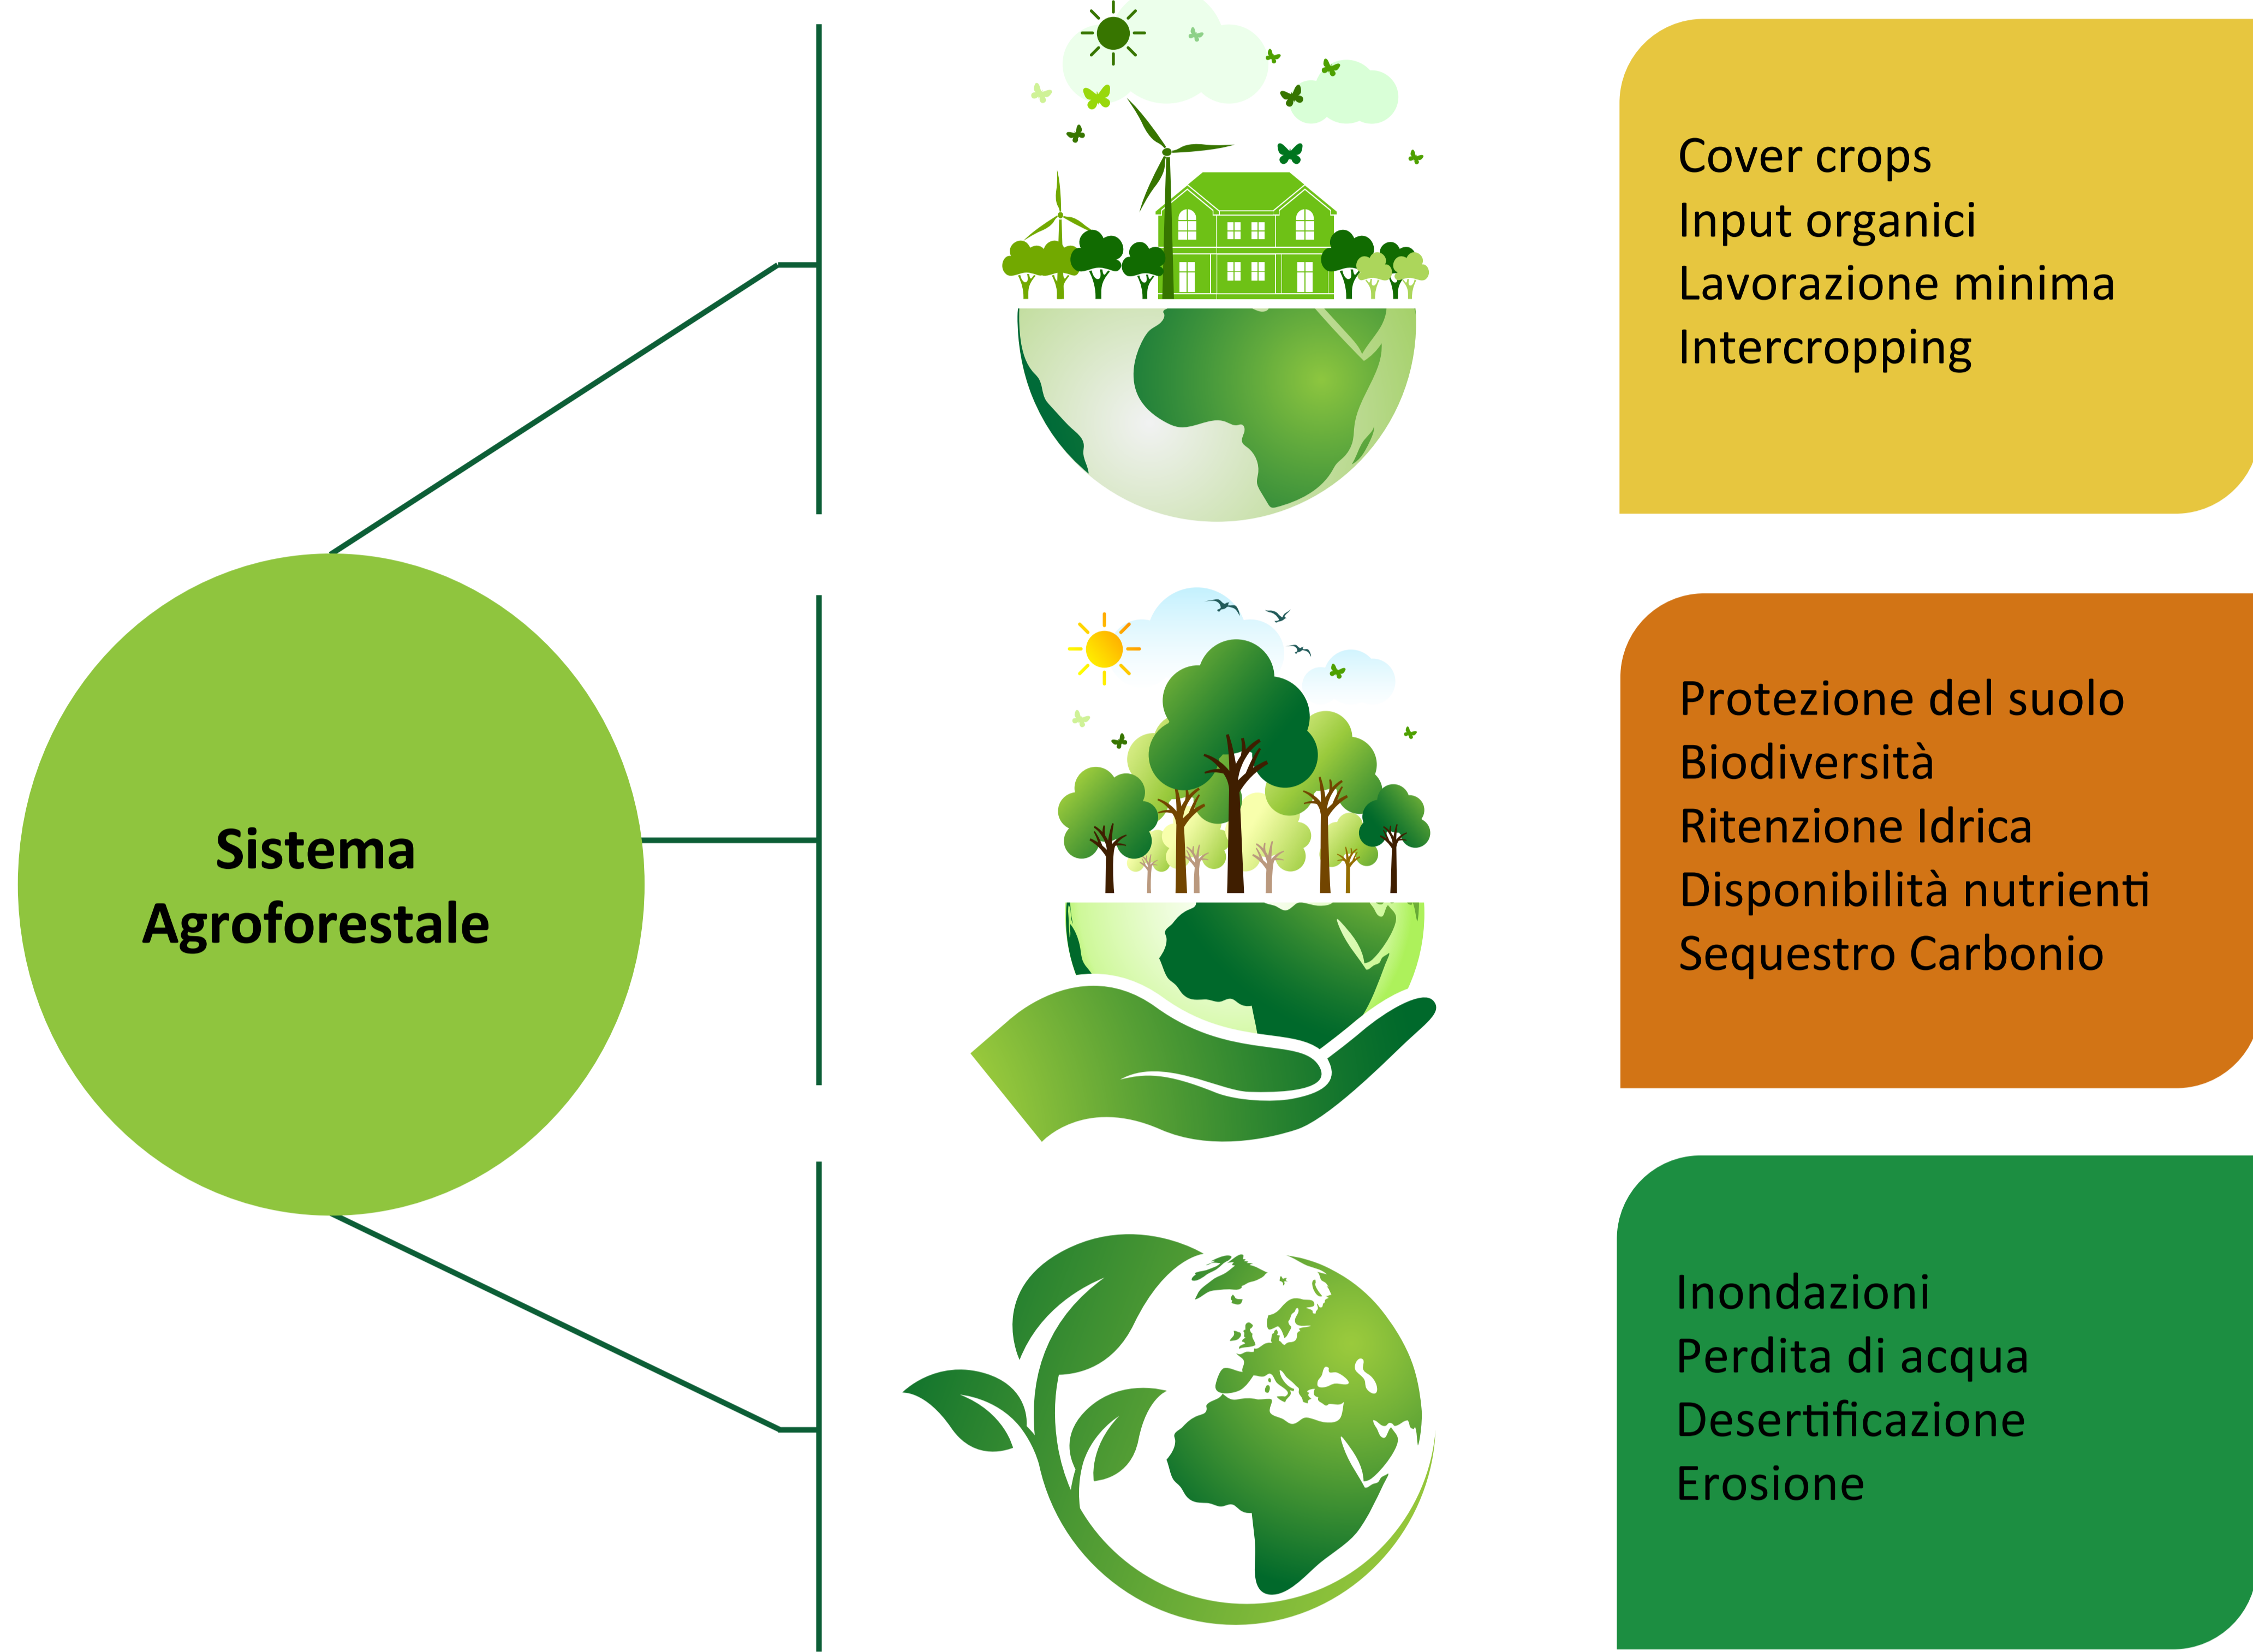 Sistema
Agroforestale
Cover crops
Input organici
Lavorazione minima
Intercropping
Protezione del suolo
Biodiversità
Ritenzione Idrica
Disponibilità nutrienti
Sequestro Carbonio
Inondazioni
Perdita di acqua
Desertificazione
Erosione